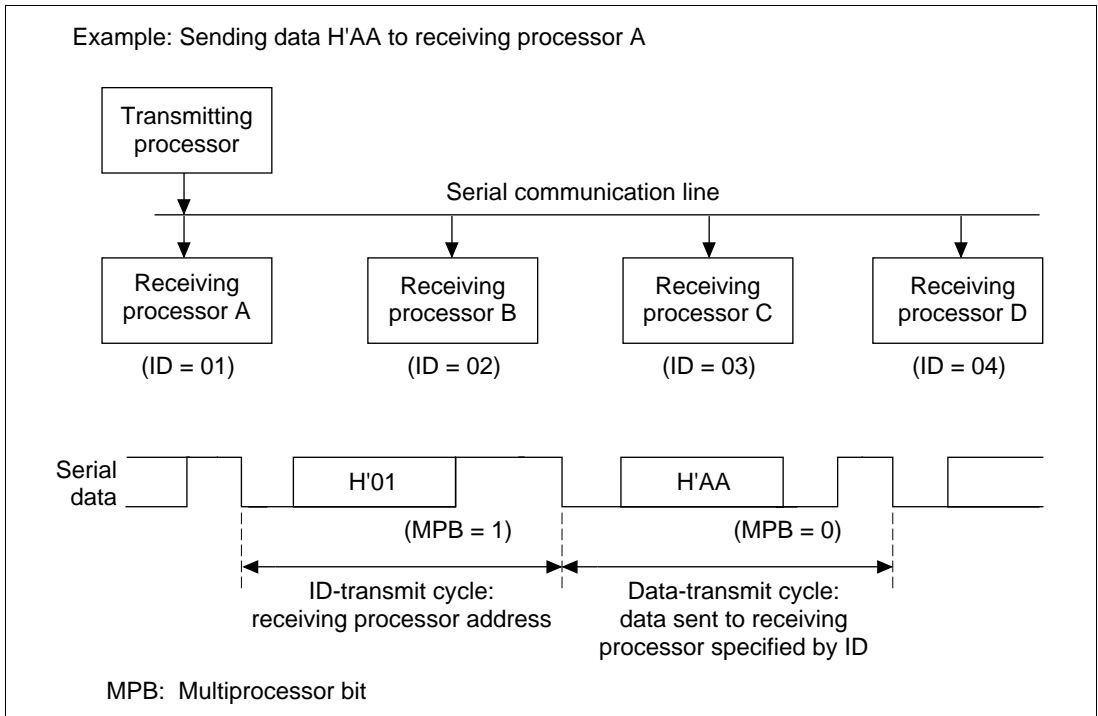 Example: Sending data H'AA to receiving processor A
Transmitting
processor
Serial communication line
Receiving
processor A
Receiving
processor B
Receiving
processor C
Receiving
processor D
(ID = 01)
(ID = 02)
(ID = 03)
(ID = 04)
Serial
data
H'01
H'AA
(MPB = 1)
(MPB = 0)
ID-transmit cycle:
receiving processor address
Data-transmit cycle:
data sent to receiving
processor specified by ID
MPB: Multiprocessor bit